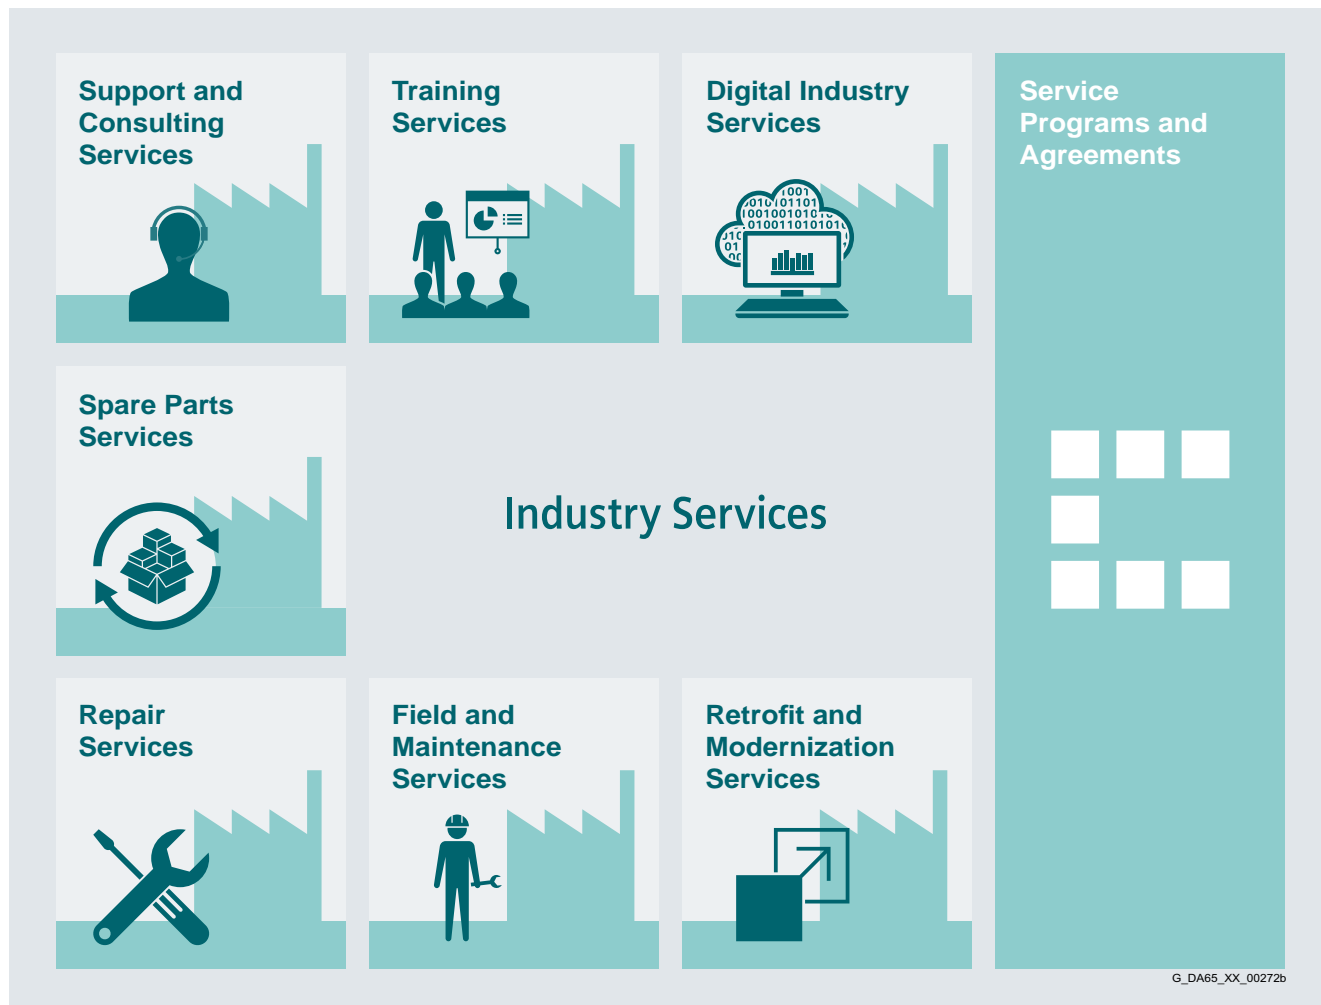 Support and
Consulting
Services
Training
Services
Digital Industry
Services
Service
Programs and
Agreements
Spare Parts
Services
Industry Services
Repair
Services
Field and
Maintenance
Services
Retrofit and
Modernization
Services
G_DA65_XX_00272b